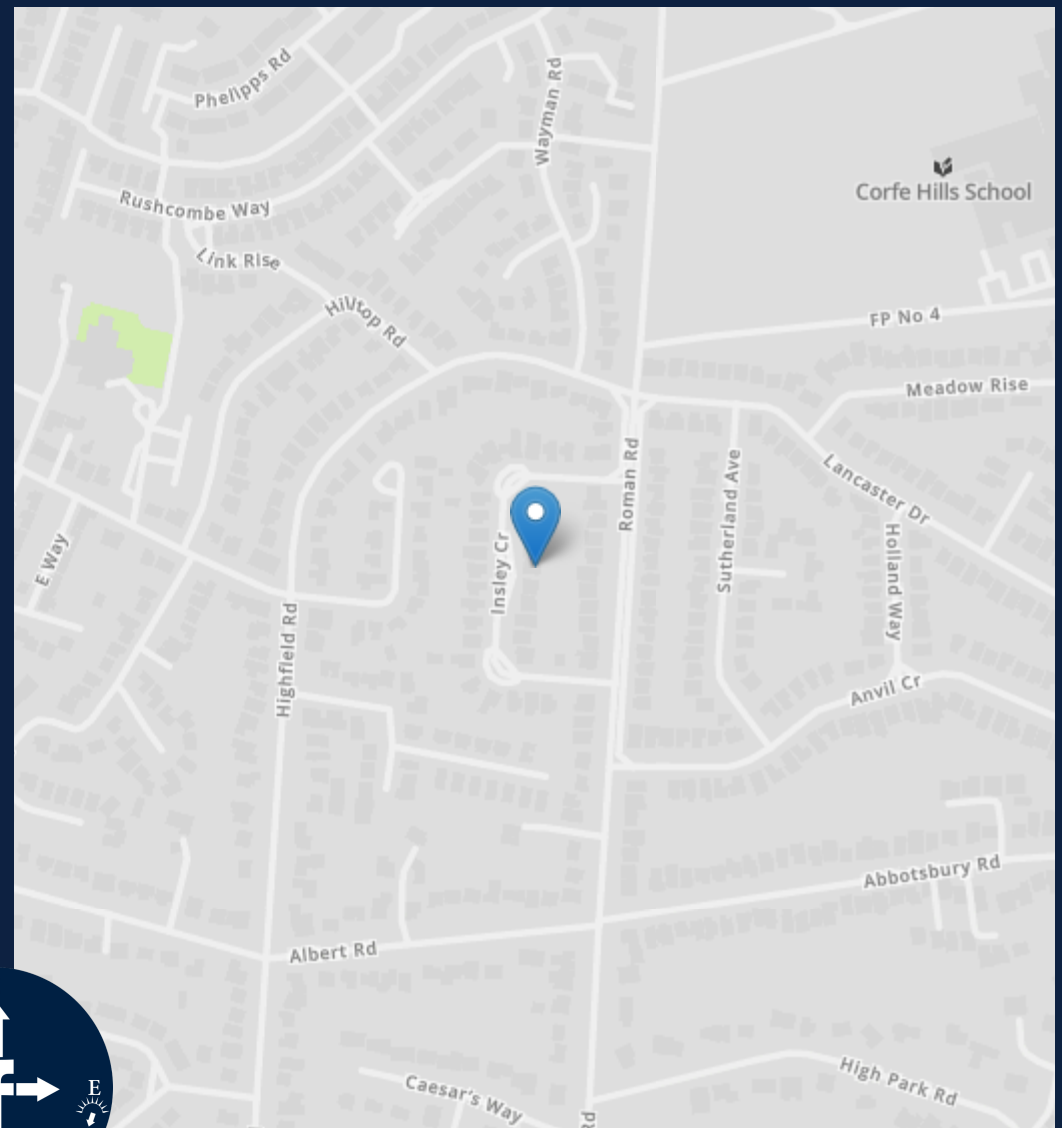 Phelipps Rd
Wayman Rd
Corfe Hills School
Rushcombe Way
Link Rise
Hilltop Rd
FP No 4
Meadow Rise
Roman Rd
Sutherland Ave
Lancaster Dr
Holland Way
E Way
Insley Cr
Highfield Rd
Anvil Cr
Abbotsbury Rd
Albert Rd
High Park Rd
Caesar's Way
Rd
E